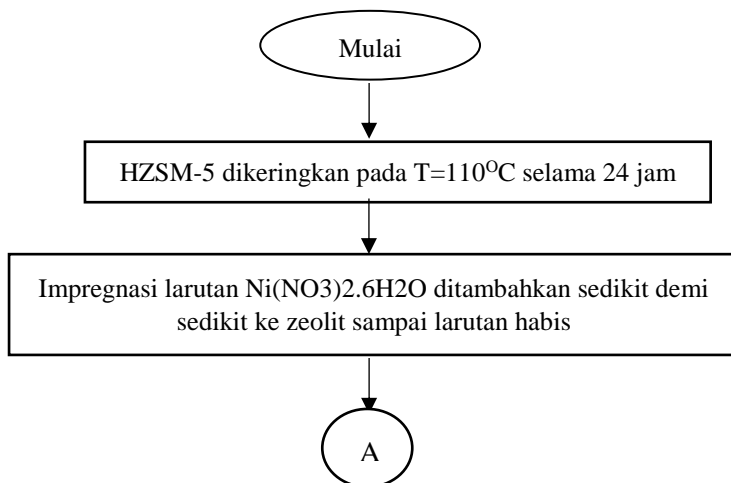 Mulai
HZSM-5 dikeringkan pada T=110⁰C selama 24 jam
Impregnasi larutan Ni(NO3)2.6H2O ditambahkan sedikit demi
sedikit ke zeolit sampai larutan habis
A